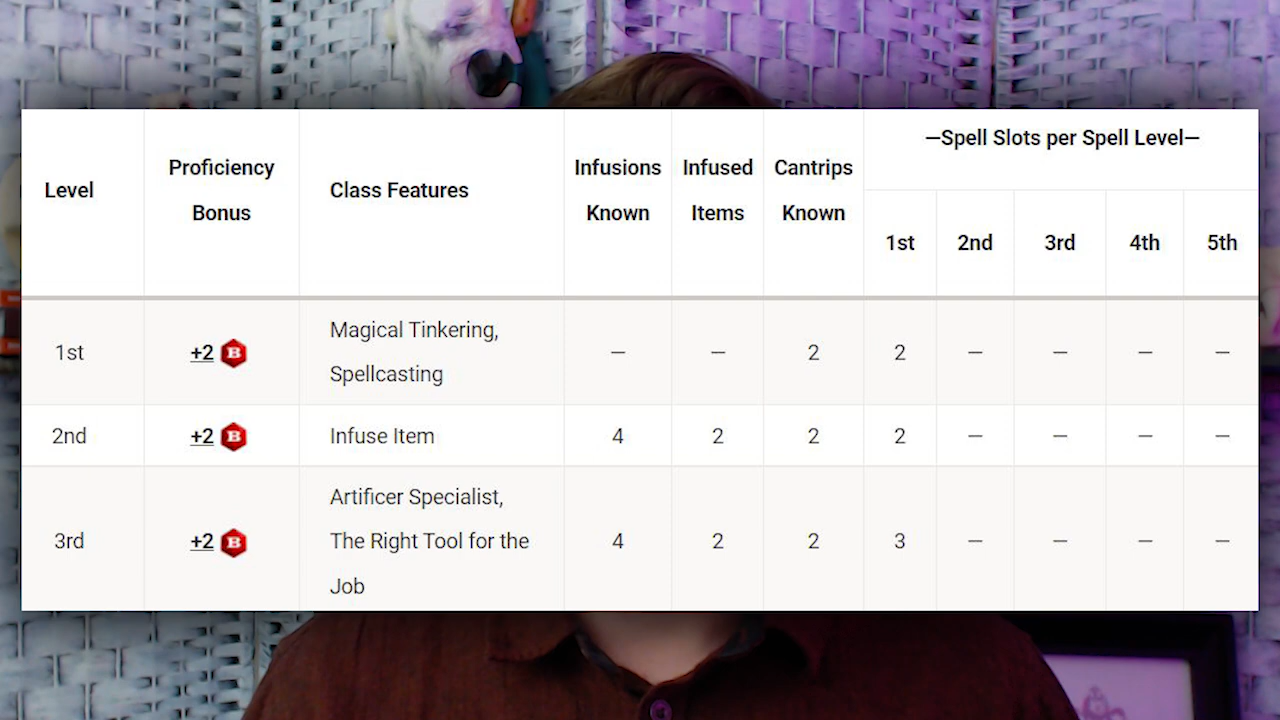 —Spell Slots per Spell Level—
Level Proficiency Bonus Class Features Infusions Known Infused Items Cantrips Known 1st 2nd 3rd 4th 5th
1st +2 B Magical Tinkering, — — 2 2 — — — —
Spellcasting
2nd +2 B Infuse Item 4 2 2 2 — — — —
Artificer Specialist,
3rd +2 B The Right Tool for the 4 2 2 3 — — — —
Job